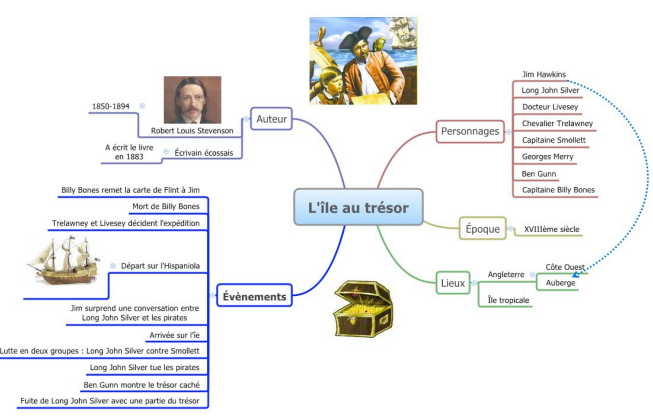 L'île au trésor
Auteur
Robert Louis Stevenson
1850-1894
Écrivain écossais
A écrit le livre
en 1883
Personnages
Jim Hawkins
Long John Silver
Docteur Livesey
Chevalier Trelawney
Capitaine Smollett
Georges Merry
Ben Gunn
Capitaine Billy Bones
Époque
XVIIIème siècle
Lieux
Angleterre
Côte Ouest
Auberge
Île tropicale
Évènements
Billy Bones remet la carte de Flint à Jim
Mort de Billy Bones
Trelawney et Livesey décident l'expédition
Départ sur l'Hispaniola
Jim surprend une conversation entre
Long John Silver et les pirates
Arrivée sur l'île
Lutte en deux groupes : Long John Silver contre Smollett
Long John Silver tue les pirates
Ben Gunn montre le trésor caché
Fuite de Long John Silver avec une partie du trésor